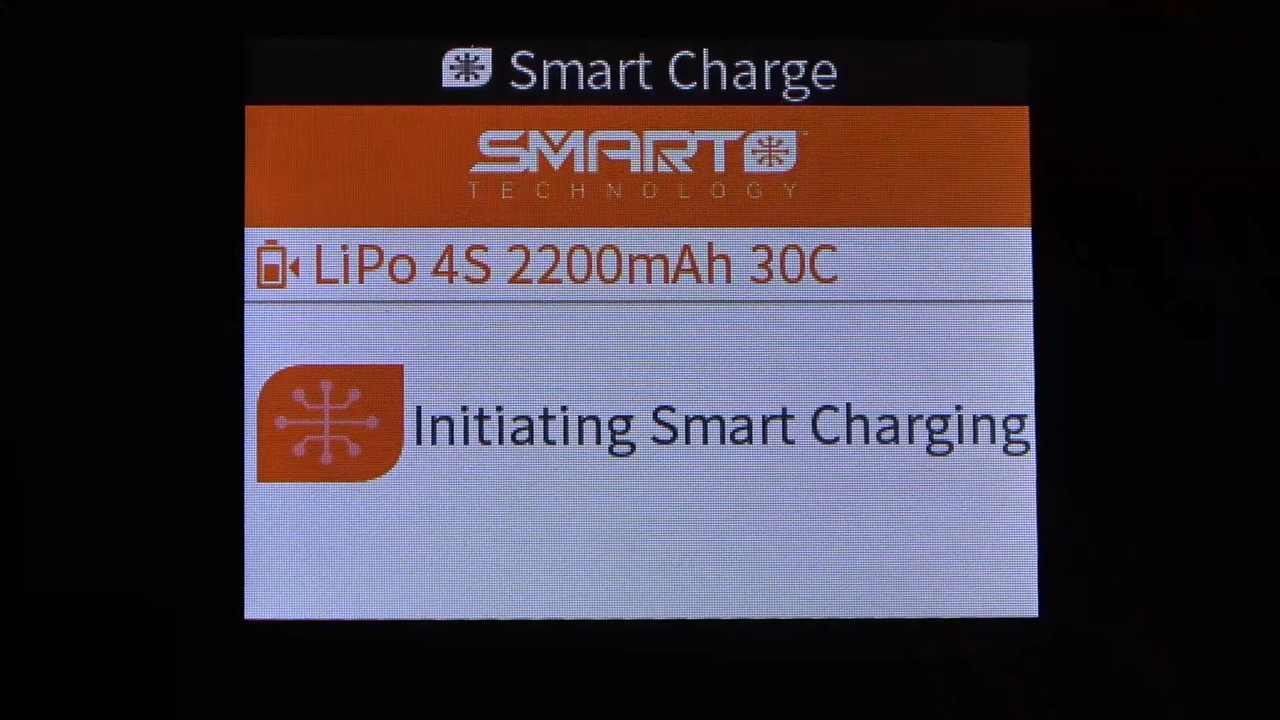 Smart Charge
SMART
TECHNOLOGY
LiPo 4S 2200mAh 30C
Initiating Smart Charging